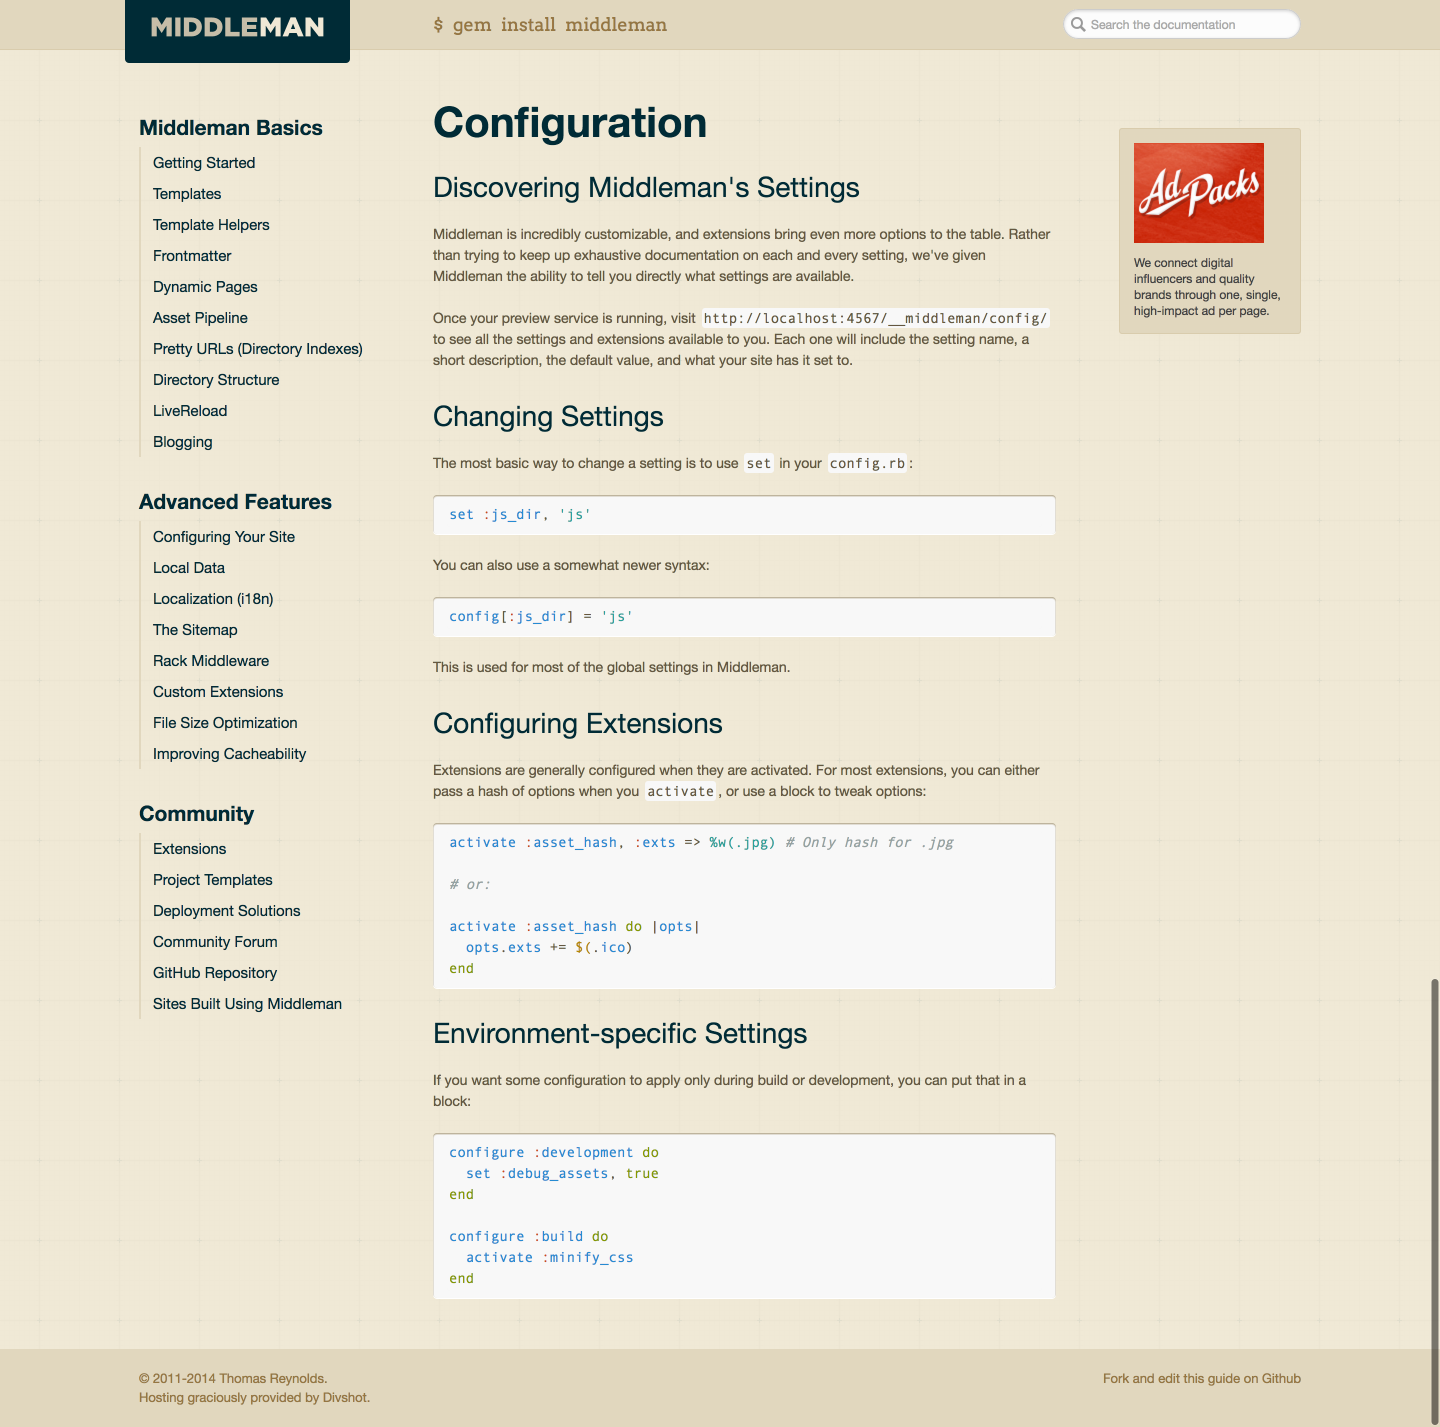 MIDDLEMAN
$ gem install middleman
Search the documentation
Middleman Basics
Getting Started
Templates
Template Helpers
Frontmatter
Dynamic Pages
Asset Pipeline
Pretty URLs (Directory Indexes)
Directory Structure
LiveReload
Blogging
Advanced Features
Configuring Your Site
Local Data
Localization (i18n)
The Sitemap
Rack Middleware
Custom Extensions
File Size Optimization
Improving Cacheability
Community
Extensions
Project Templates
Deployment Solutions
Community Forum
GitHub Repository
Sites Built Using Middleman
Configuration
Discovering Middleman's Settings
Middleman is incredibly customizable, and extensions bring even more options to the table. Rather
than trying to keep up exhaustive documentation on each and every setting, we've given
Middleman the ability to tell you directly what settings are available.
Once your preview service is running, visit http://localhost:4567/__middleman/config/
to see all the settings and extensions available to you. Each one will include the setting name, a
short description, the default value, and what your site has it set to.
Changing Settings
The most basic way to change a setting is to use set in your config.rb:
set :js_dir, 'js'
You can also use a somewhat newer syntax:
config[:js_dir] = 'js'
This is used for most of the global settings in Middleman.
Configuring Extensions
Extensions are generally configured when they are activated. For most extensions, you can either
pass a hash of options when you activate, or use a block to tweak options:
activate :asset_hash, :exts => %w(.jpg) # Only hash for .jpg
# or:
activate :asset_hash do |opts|
  opts.exts += $(.ico)
end
Environment-specific Settings
If you want some configuration to apply only during build or development, you can put that in a
block:
configure :development do
  set :debug_assets, true
end
configure :build do
  activate :minify_css
end
Ad Packs
We connect digital
influencers and quality
brands through one, single,
high-impact ad per page.
© 2011-2014 Thomas Reynolds.
Hosting graciously provided by Divshot.
Fork and edit this guide on Github